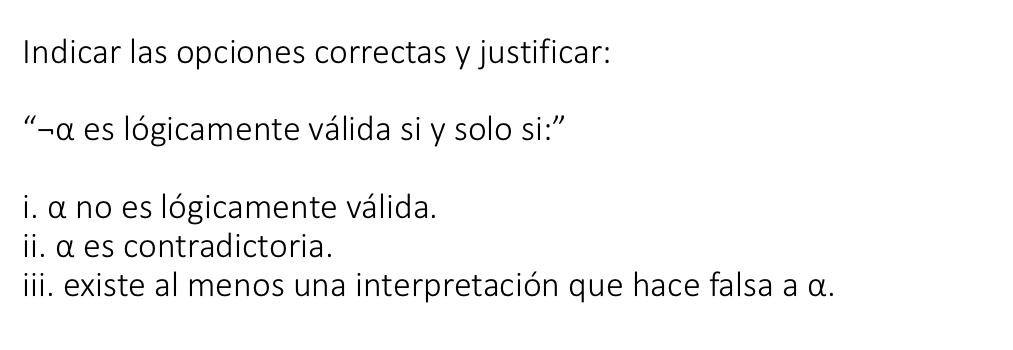 Indicar las opciones correctas y justificar:
“¬α es lógicamente válida si y solo si:”
i. α no es lógicamente válida.
ii. α es contradictoria.
iii. existe al menos una interpretación que hace falsa a α.